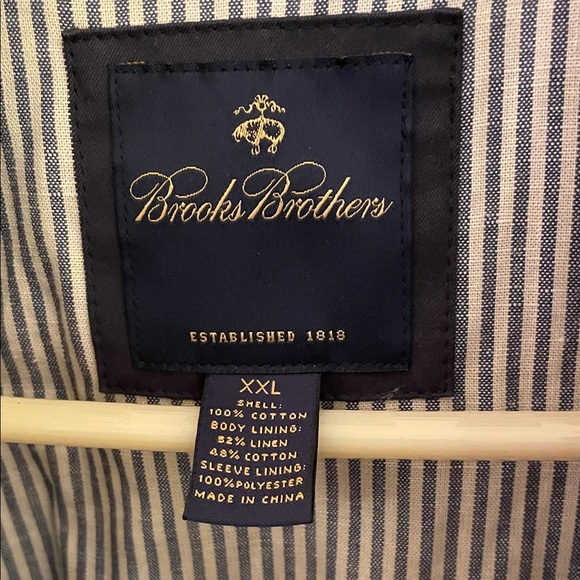 Brooks Brothers
ESTABLISHED 1818
XXL
SHELL:
100% COTTON
BODY LINING:
52% LINEN
48% COTTON
SLEEVE LINING:
100% POLYESTER
MADE IN CHINA